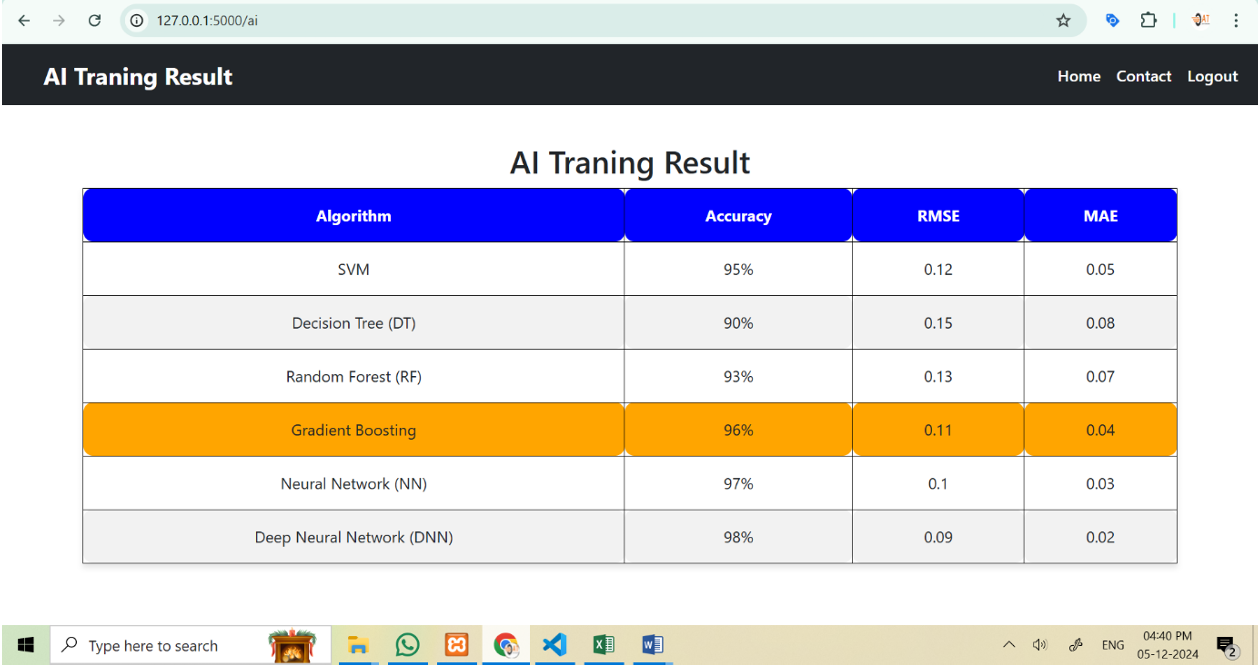 127.0.0.1:5000/ai
AI Traning Result
Home Contact Logout
AI Traning Result
Algorithm Accuracy RMSE MAE
SVM 95% 0.12 0.05
Decision Tree (DT) 90% 0.15 0.08
Random Forest (RF) 93% 0.13 0.07
Gradient Boosting 96% 0.11 0.04
Neural Network (NN) 97% 0.1 0.03
Deep Neural Network (DNN) 98% 0.09 0.02
Type here to search
ENG
04:40 PM
05-12-2024
2